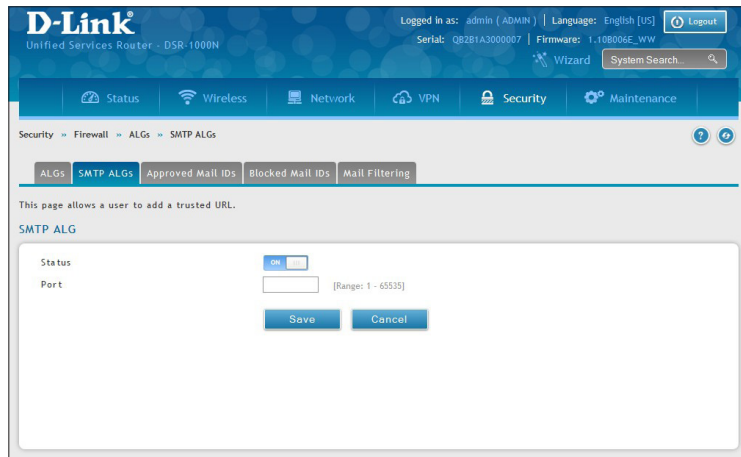 D-Link®
Unified Services Router - DSR-1000N
Logged in as: admin ( ADMIN ) | Language: English [US]
Logout
Serial: QB2B1A3000007 | Firmware: 1.10B006E_WW
Wizard
System Search...
Status
Wireless
Network
VPN
Security
Maintenance
Security » Firewall » ALGs » SMTP ALGs
ALGs
SMTP ALGs
Approved Mail IDs
Blocked Mail IDs
Mail Filtering
This page allows a user to add a trusted URL.
SMTP ALG
Status
ON
Port
[Range: 1 - 65535]
Save
Cancel